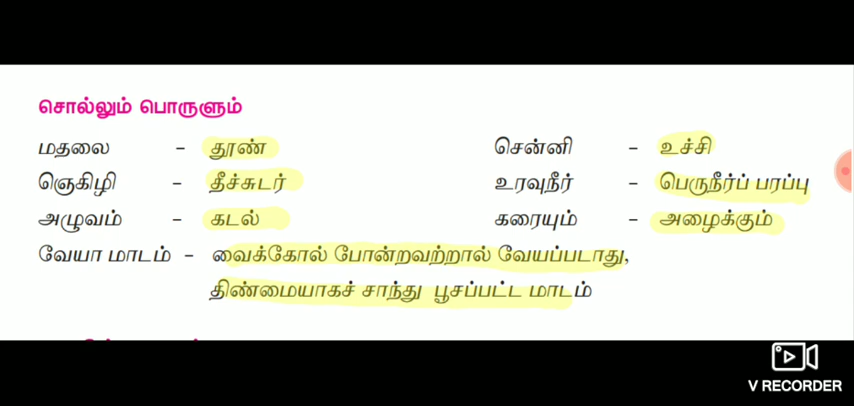 சொல்லும் பொருளும்
மதலை – தூண் சென்னி – உச்சி
ஞெகிழி – தீச்சுடர் உரவுநீர் – பெருநீர்ப் பரப்பு
அழுவம் – கடல் கரையும் – அழைக்கும்
வேயா மாடம் – வைக்கோல் போன்றவற்றால் வேயப்படாது,
திண்மையாகச் சாந்து பூசப்பட்ட மாடம்
V RECORDER